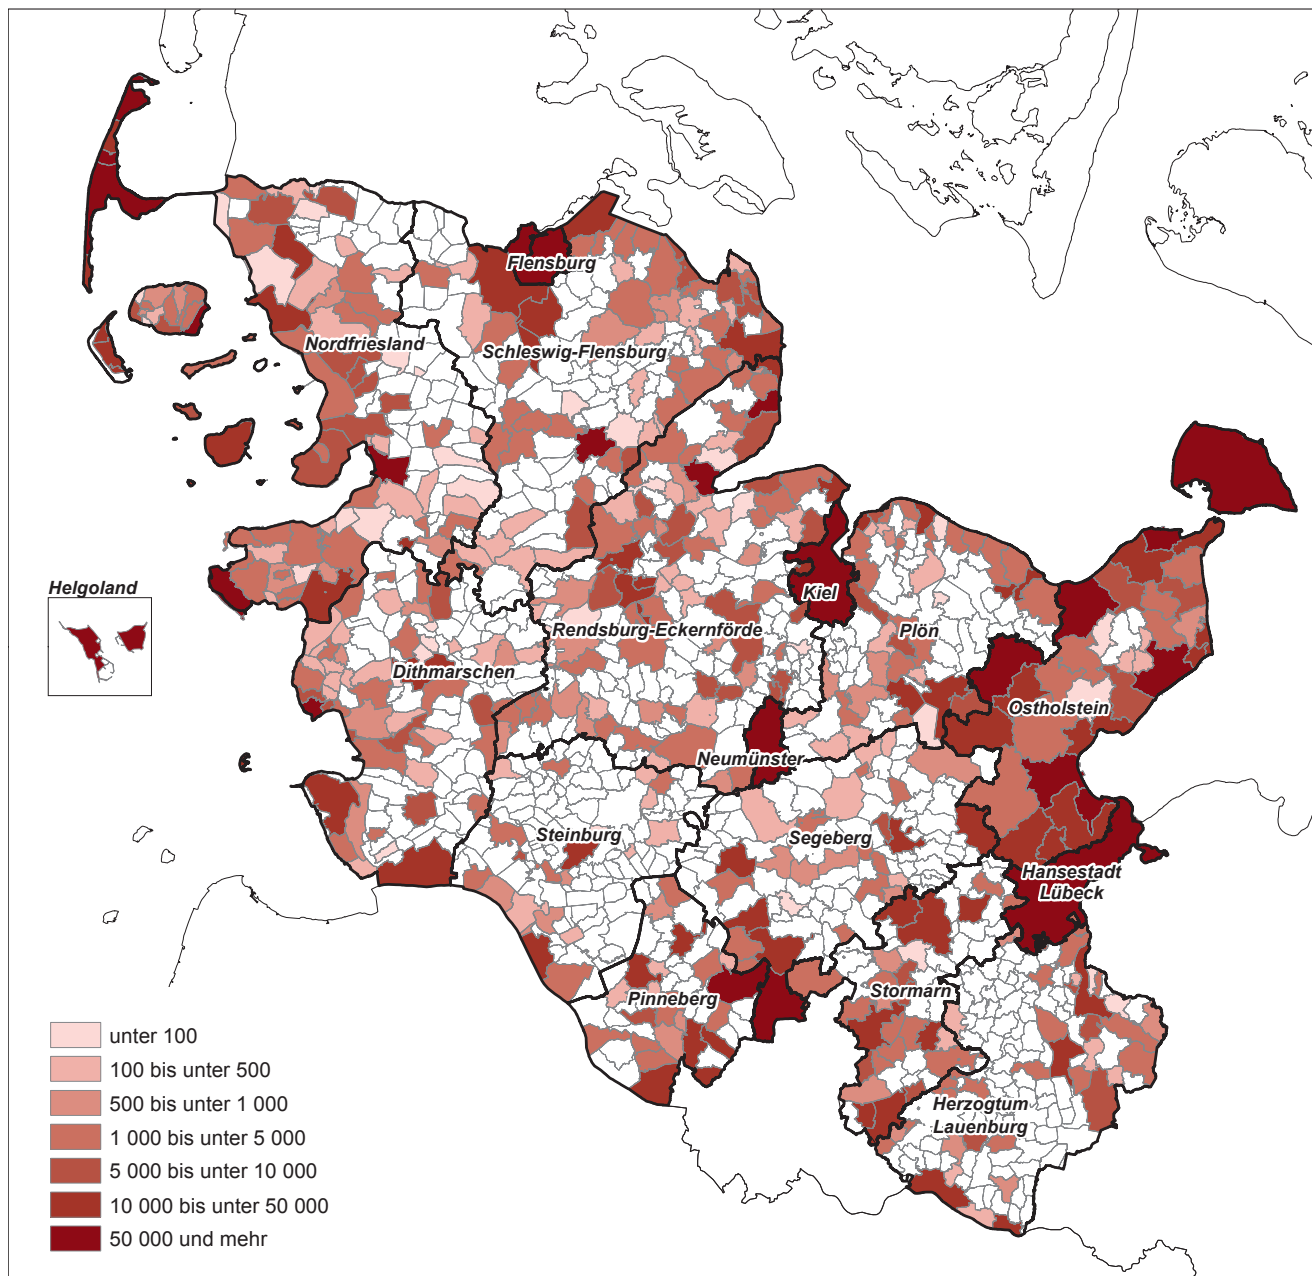 Flensburg
Nordfriesland
Schleswig-Flensburg
Helgoland
Kiel
Rendsburg-Eckernförde
Plön
Dithmarschen
Ostholstein
Neumünster
Steinburg
Segeberg
Hansestadt
Lübeck
Pinneberg
Stormarn
Herzogtum
Lauenburg
unter 100
100 bis unter 500
500 bis unter 1 000
1 000 bis unter 5 000
5 000 bis unter 10 000
10 000 bis unter 50 000
50 000 und mehr